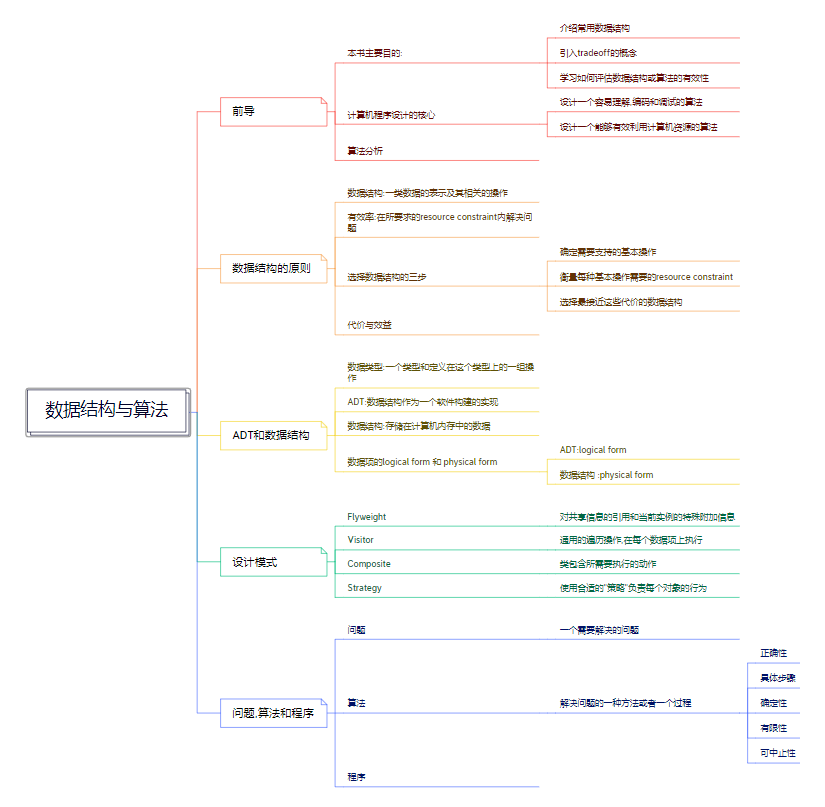 数据结构与算法
前导
本书主要目的:
介绍常用数据结构
引入tradeoff的概念
学习如何评估数据结构或算法的有效性
计算机程序设计的核心
设计一个容易理解,编码和调试的算法
设计一个能够有效利用计算机资源的算法
算法分析
数据结构的原则
数据结构:一类数据的表示及其相关的操作
有效率:在所要求的resource constraint内解决问
题
选择数据结构的三步
确定需要支持的基本操作
衡量每种基本操作需要的resource constraint
选择最接近这些代价的数据结构
代价与效益
ADT和数据结构
数据类型:一个类型和定义在这个类型上的一组操
作
ADT:数据结构作为一个软件构建的实现
数据结构:存储在计算机内存中的数据
数据项的logical form 和 physical form
ADT:logical form
数据结构 :physical form
设计模式
Flyweight
对共享信息的引用和当前实例的特殊附加信息
Visitor
通用的遍历操作,在每个数据项上执行
Composite
类包含所需要执行的动作
Strategy
使用合适的"策略"负责每个对象的行为
问题,算法和程序
问题
一个需要解决的问题
算法
解决问题的一种方法或者一个过程
正确性
具体步骤
确定性
有限性
可中止性
程序